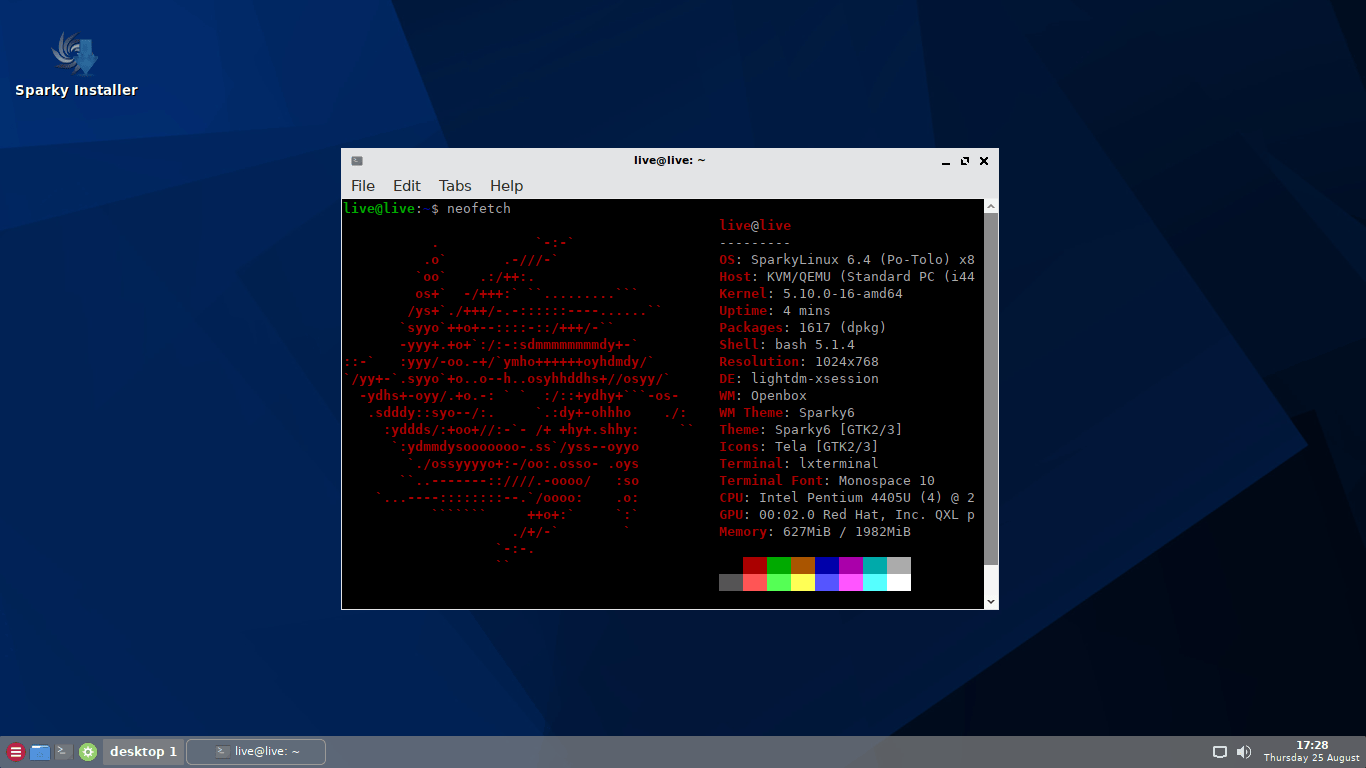 Sparky Installer
live@live: ~
File Edit Tabs Help
live@live:~$ neofetch
live@live
---------
OS: SparkyLinux 6.4 (Po-Tolo) x8
Host: KVM/QEMU (Standard PC (i44
Kernel: 5.10.0-16-amd64
Uptime: 4 mins
Packages: 1617 (dpkg)
Shell: bash 5.1.4
Resolution: 1024x768
DE: lightdm-xsession
WM: Openbox
WM Theme: Sparky6
Theme: Sparky6 [GTK2/3]
Icons: Tela [GTK2/3]
Terminal: lxterminal
Terminal Font: Monospace 10
CPU: Intel Pentium 4405U (4) @ 2
GPU: 00:02.0 Red Hat, Inc. QXL p
Memory: 627MiB / 1982MiB
desktop 1
live@live: ~
17:28
Thursday 25 August